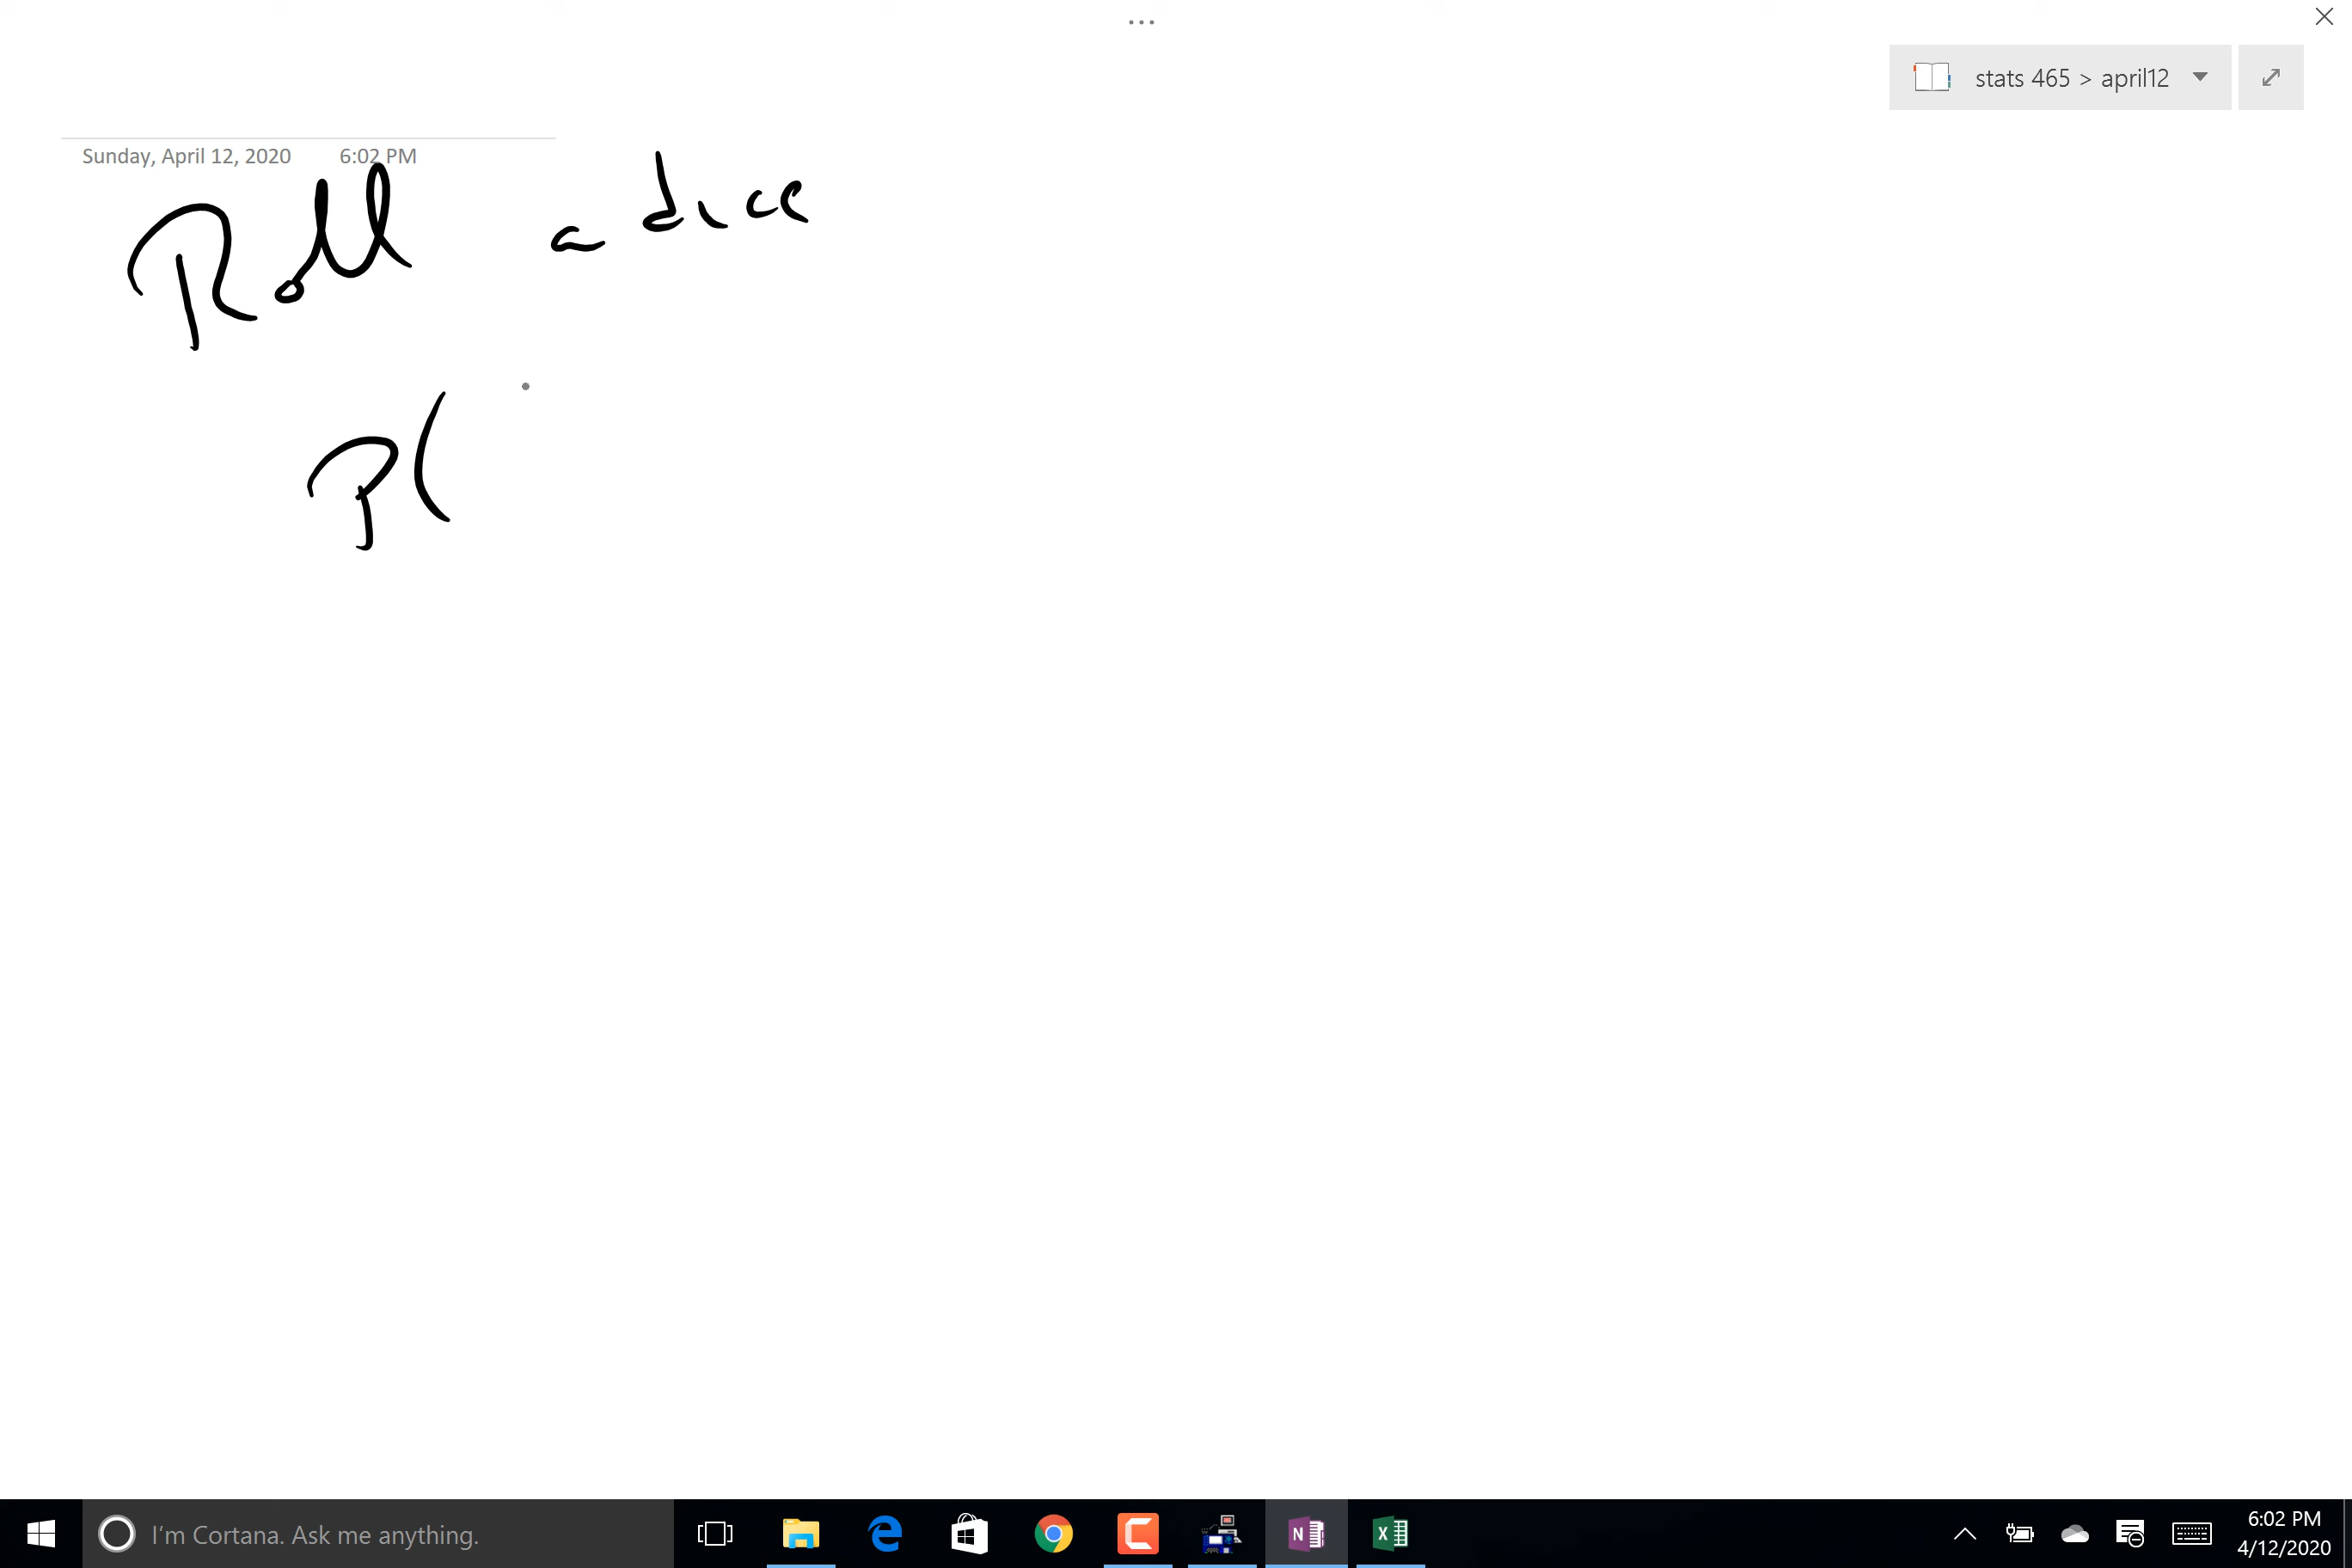 stats 465 > april12
Sunday, April 12, 2020 6:02 PM
Roll a dice
P(
I'm Cortana. Ask me anything.
6:02 PM
4/12/2020